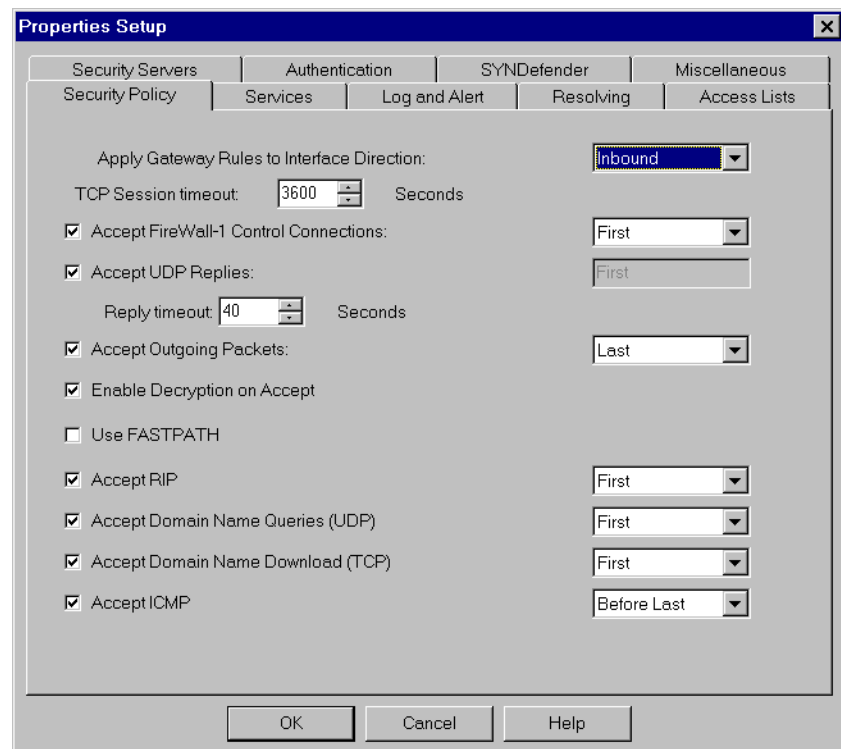 Properties Setup
Security Servers Authentication SYNDefender Miscellaneous
Security Policy Services Log and Alert Resolving Access Lists
Apply Gateway Rules to Interface Direction: Inbound
TCP Session timeout: 3600 Seconds
Accept FireWall-1 Control Connections: First
Accept UDP Replies: First
Reply timeout: 40 Seconds
Accept Outgoing Packets: Last
Enable Decryption on Accept
Use FASTPATH
Accept RIP First
Accept Domain Name Queries (UDP) First
Accept Domain Name Download (TCP) First
Accept ICMP Before Last
OK Cancel Help